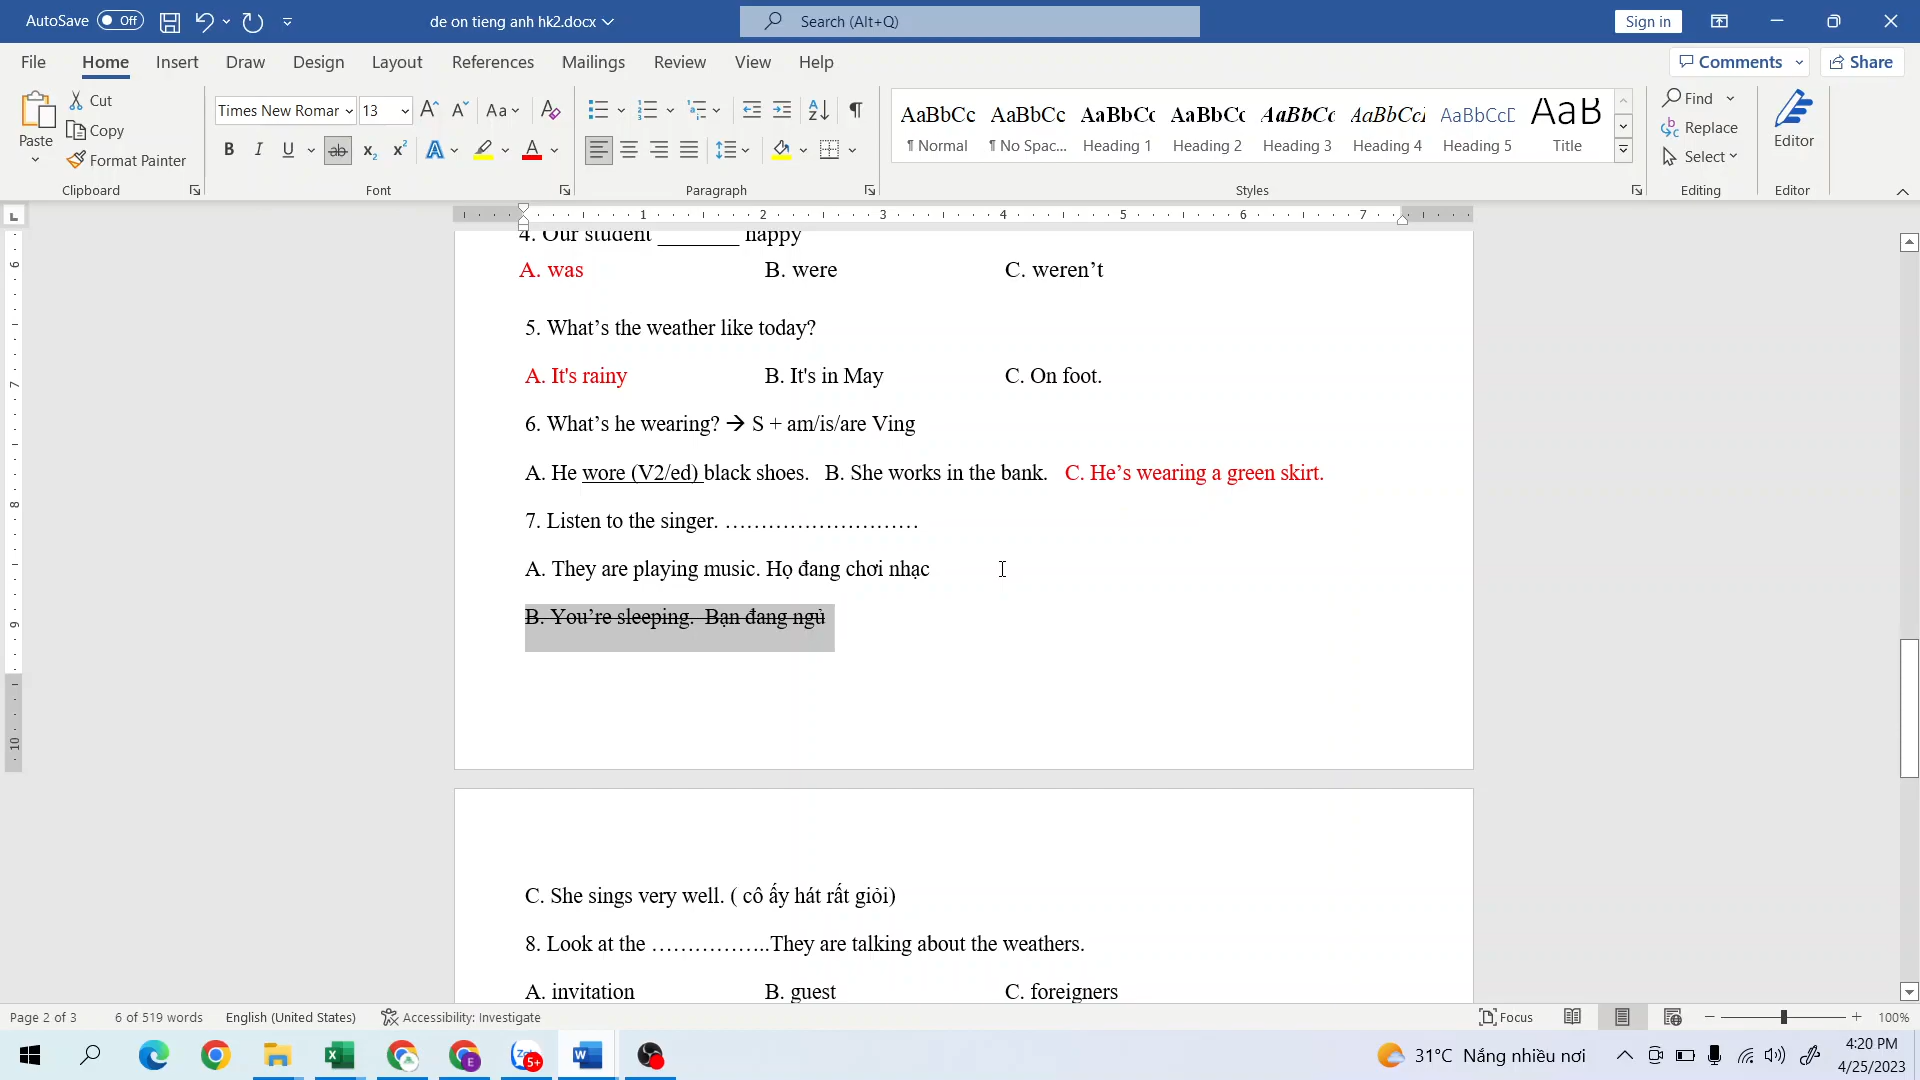 AutoSave Off de on tieng anh hk2.docx Search (Alt+Q) Sign in
File Home Insert Draw Design Layout References Mailings Review View Help Comments Share
Paste Cut Copy Format Painter Clipboard
Times New Romar 13 Font
Paragraph
AaBbCc AaBbCc AaBbCc AaBbCc AaBbCc AaBbCcI AaBbCcD AaB
¶ Normal ¶ No Spac... Heading 1 Heading 2 Heading 3 Heading 4 Heading 5 Title
Styles
Find Replace Select Editing
Editor Editor
1 2 3 4 5 6 7
4. Our student _______ happy
A. was B. were C. weren’t
5. What’s the weather like today?
A. It's rainy B. It's in May C. On foot.
6. What’s he wearing? → S + am/is/are Ving
A. He wore (V2/ed) black shoes. B. She works in the bank. C. He’s wearing a green skirt.
7. Listen to the singer. ………………………
A. They are playing music. Họ đang chơi nhạc
B. You’re sleeping. Bạn đang ngủ
C. She sings very well. ( cô ấy hát rất giỏi)
8. Look at the ……………..They are talking about the weathers.
A. invitation B. guest C. foreigners
Page 2 of 3 6 of 519 words English (United States) Accessibility: Investigate Focus 100%
31°C Nắng nhiều nơi 4:20 PM
4/25/2023